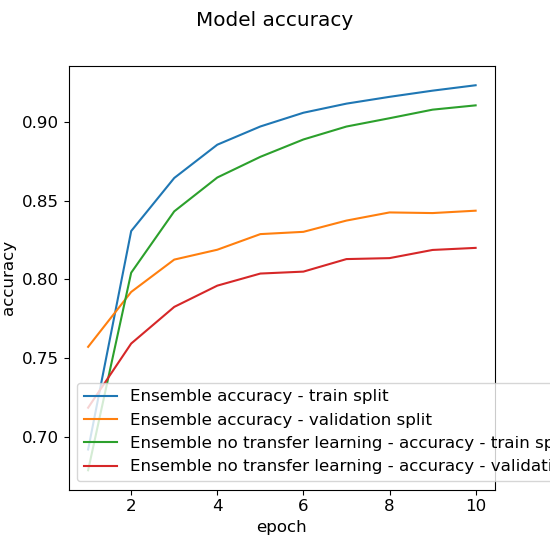 Model accuracy
accuracy
0.90
0.85
0.80
0.75
0.70
Ensemble accuracy - train split
Ensemble accuracy - validation split
Ensemble no transfer learning - accuracy - train sp
Ensemble no transfer learning - accuracy - validati
2 4 6 8 10
epoch